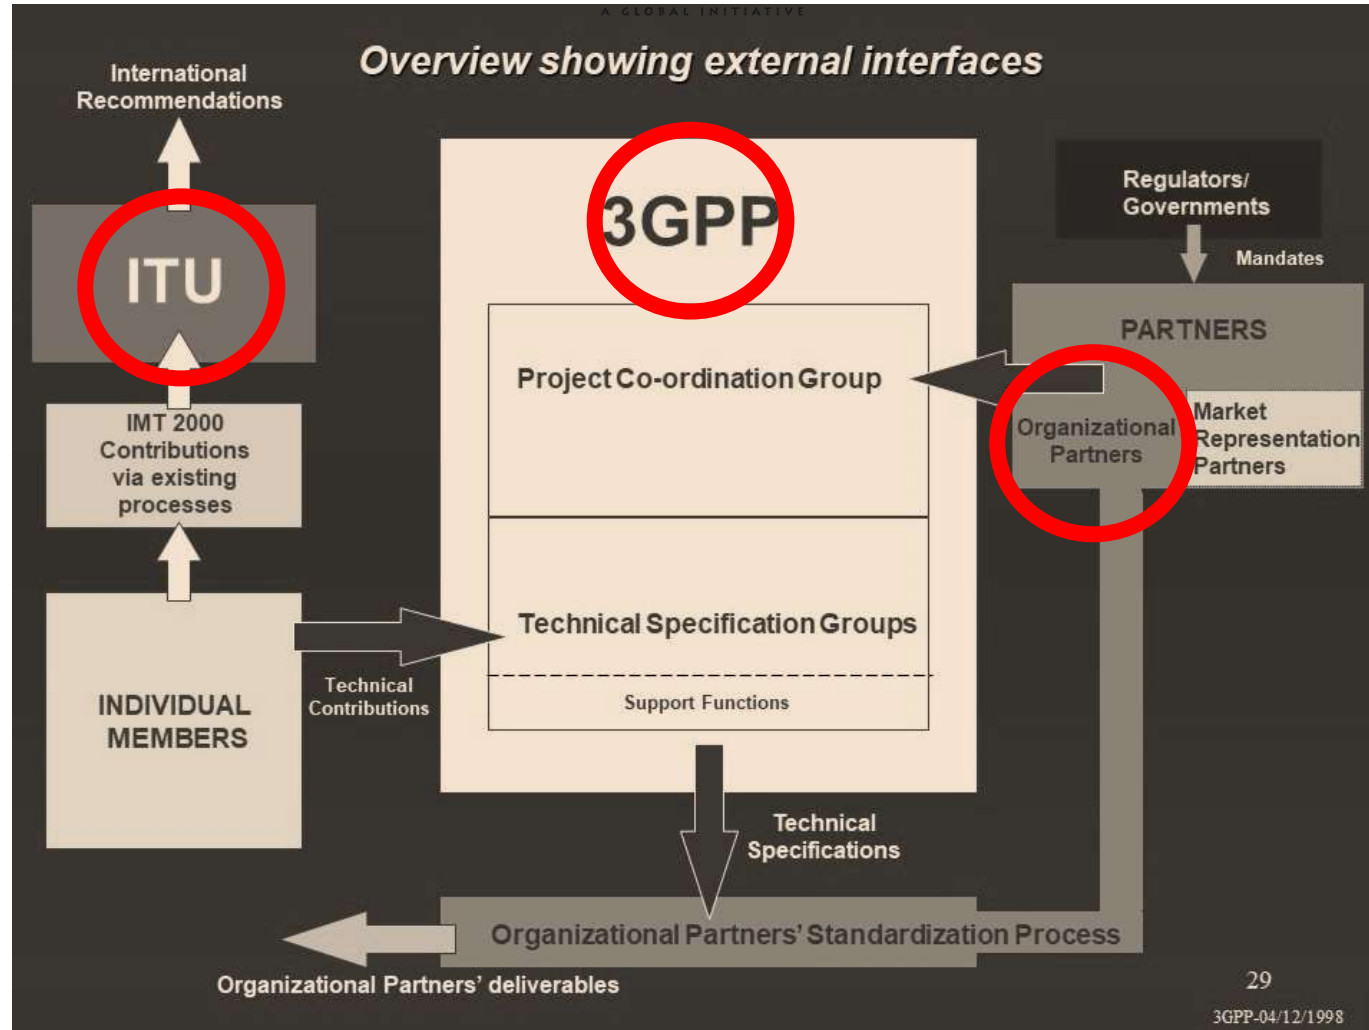 A GLOBAL INITIATIVE
Overview showing external interfaces
International
Recommendations
ITU
IMT 2000
Contributions
via existing
processes
INDIVIDUAL
MEMBERS
Technical
Contributions
3GPP
Project Co-ordination Group
Technical Specification Groups
Support Functions
Technical
Specifications
Regulators/
Governments
Mandates
PARTNERS
Organizational
Partners
Market
Representation
Partners
Organizational Partners' Standardization Process
Organizational Partners' deliverables
29
3GPP-04/12/1998